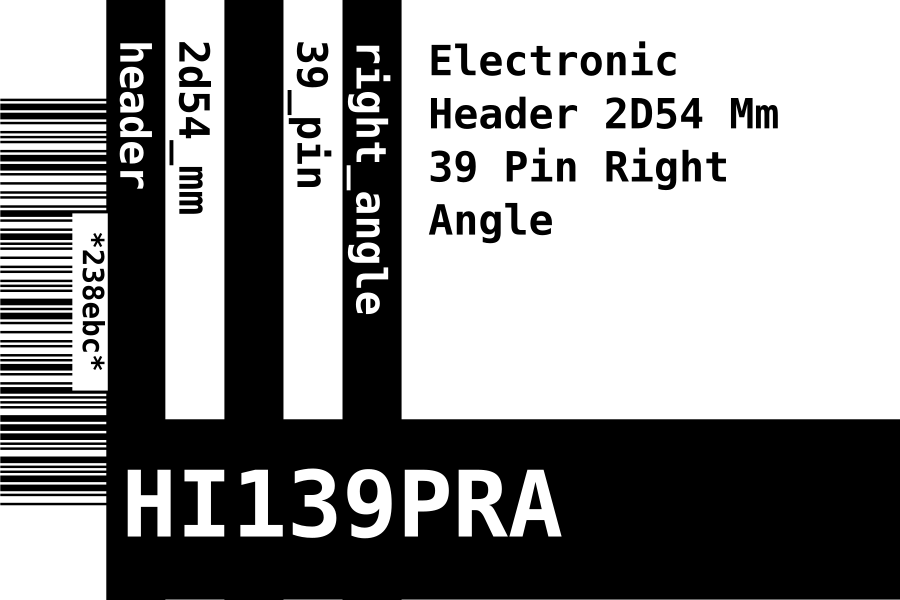 *238ebc*
header
2d54_mm
39_pin
right_angle
Electronic
Header 2D54 Mm
39 Pin Right
Angle
HI139PRA